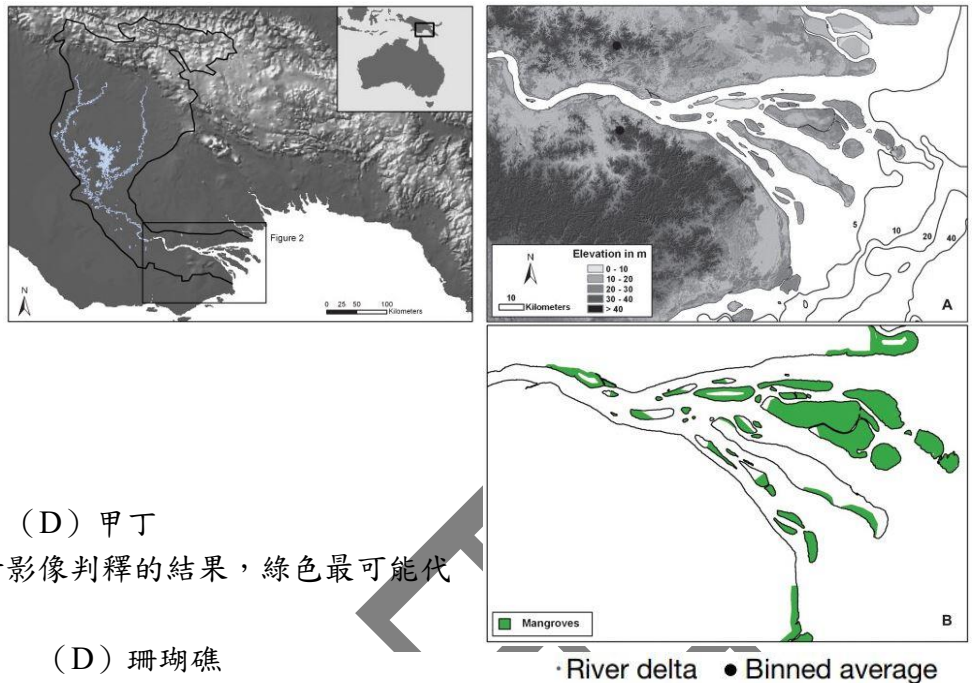 N
Figure 2
0 25 50 100
Kilometers
N
10
Kilometers
Elevation in m
0 - 10
10 - 20
20 - 30
30 - 40
> 40
5
10
20
40
A
Mangroves
B
（D）甲丁
影像判釋的結果，綠色最可能代
（D）珊瑚礁
River delta
Binned average